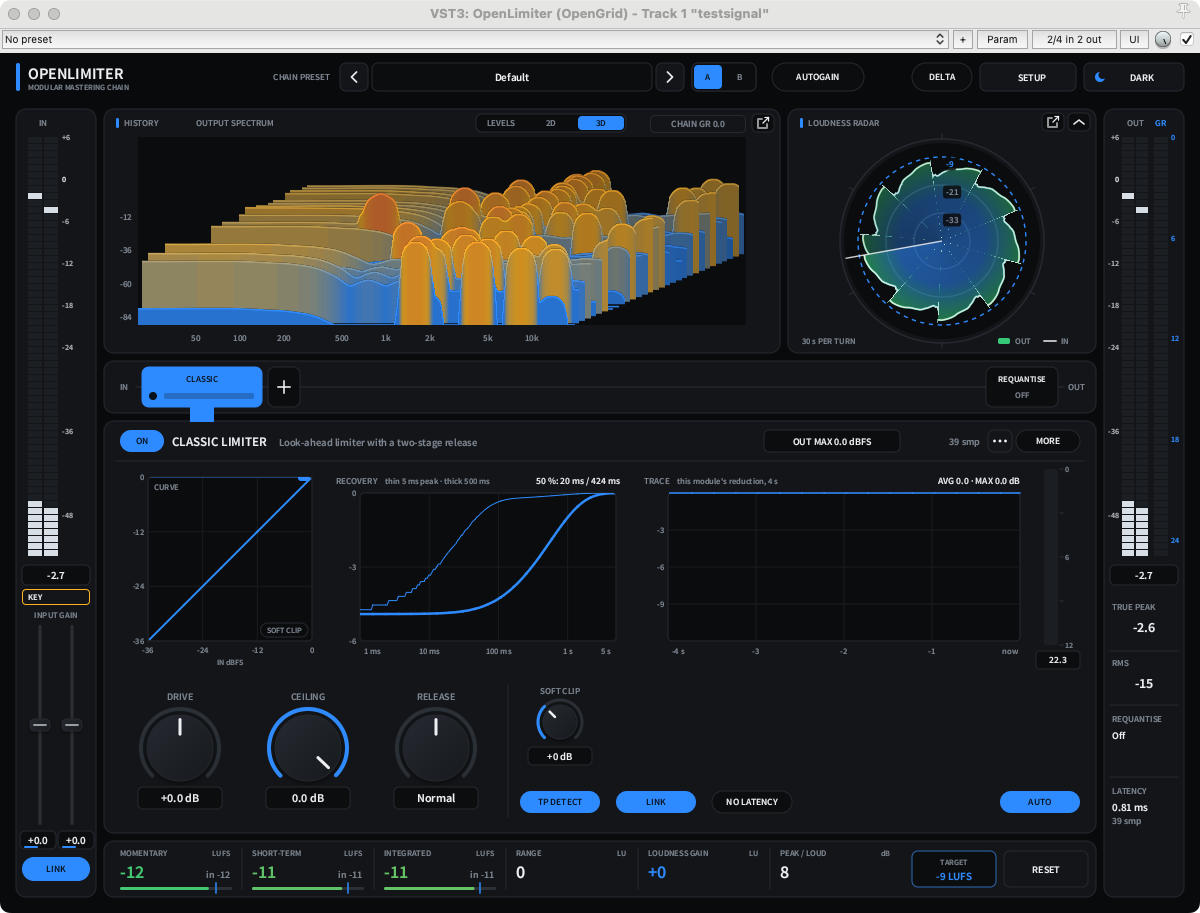 VST3: OpenLimiter (OpenGrid) - Track 1 "testsignal"
No preset + Param 2/4 in 2 out UI
OPENLIMITER
MODULAR MASTERING CHAIN
CHAIN PRESET Default A B AUTOGAIN DELTA SETUP DARK
IN
+6
0
-6
-12
-18
-24
-36
-48
-2.7
KEY
INPUT GAIN
+0.0 +0.0
LINK
HISTORY OUTPUT SPECTRUM LEVELS 2D 3D CHAIN GR 0.0
-12
-36
-60
-84
50 100 200 500 1k 2k 5k 10k
LOUDNESS RADAR
-9
-21
-33
30 s PER TURN OUT IN
IN CLASSIC + REQUANTISE OFF OUT
ON CLASSIC LIMITER Look-ahead limiter with a two-stage release OUT MAX 0.0 dBFS 39 smp ••• MORE
CURVE
0
-12
-24
-36
-36 -24 -12 0
IN dBFS
SOFT CLIP
RECOVERY thin 5 ms peak · thick 500 ms 50 %: 20 ms / 424 ms
0
-3
-6
1 ms 10 ms 100 ms 1 s 5 s
TRACE this module's reduction, 4 s AVG 0.0 · MAX 0.0 dB
0
-3
-6
-9
-4 s -3 -2 -1 now
0
6
12
22.3
DRIVE CEILING RELEASE SOFT CLIP
+0.0 dB 0.0 dB Normal +0 dB
TP DETECT LINK NO LATENCY AUTO
MOMENTARY LUFS SHORT-TERM LUFS INTEGRATED LUFS RANGE LU LOUDNESS GAIN LU PEAK / LOUD dB
-12 in -12 -11 in -11 -11 in -11 0 +0 8
TARGET
-9 LUFS
RESET
OUT GR
+6 0
0
-6 6
-12
-18
-24 12
-36 18
-48 24
-2.7
TRUE PEAK
-2.6
RMS
-15
REQUANTISE
Off
LATENCY
0.81 ms
39 smp